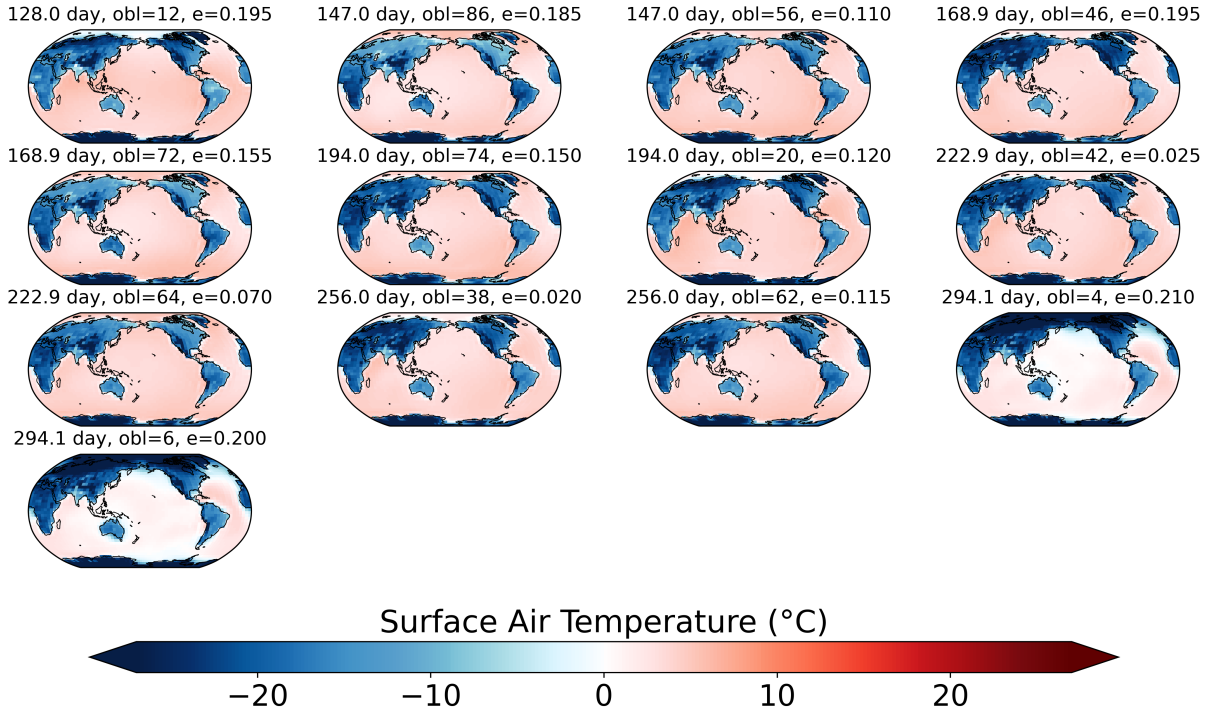 128.0 day, obl=12, e=0.195
147.0 day, obl=86, e=0.185
147.0 day, obl=56, e=0.110
168.9 day, obl=46, e=0.195
168.9 day, obl=72, e=0.155
194.0 day, obl=74, e=0.150
194.0 day, obl=20, e=0.120
222.9 day, obl=42, e=0.025
222.9 day, obl=64, e=0.070
256.0 day, obl=38, e=0.020
256.0 day, obl=62, e=0.115
294.1 day, obl=4, e=0.210
294.1 day, obl=6, e=0.200
Surface Air Temperature (°C)
−20 −10 0 10 20